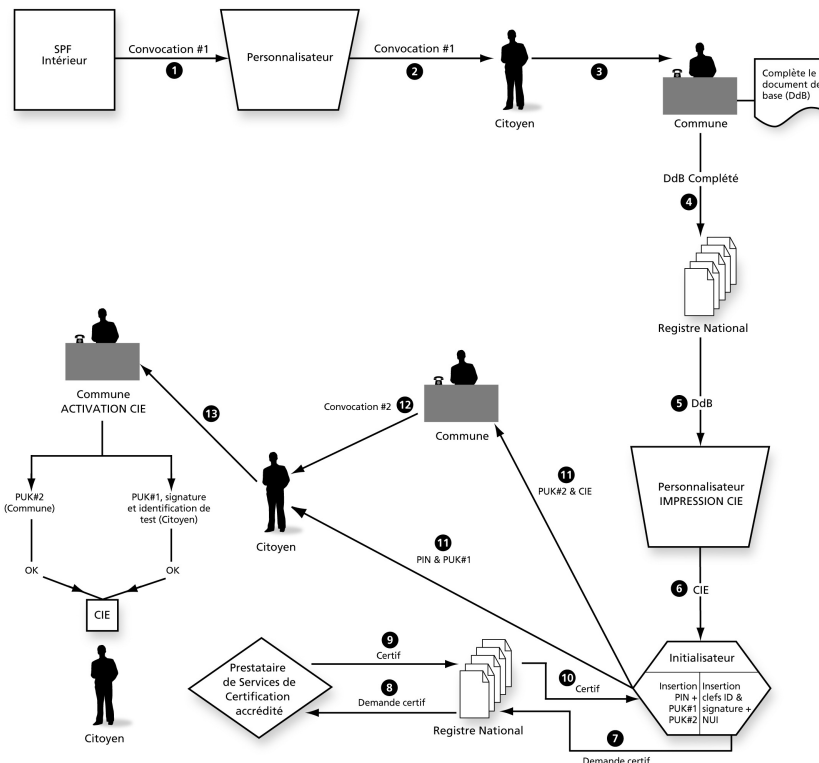 SPF
Intérieur
Convocation #1
1
Personnalisateur
Convocation #1
2
Citoyen
3
Commune
Complète le
document de
base (DdB)
DdB Complété
4
Registre National
5 DdB
Personnalisateur
IMPRESSION CIE
6 CIE
Initialisateur
Insertion
PIN +
PUK#1
PUK#2
Insertion
clefs ID &
signature +
NUI
7
Demande certif
Registre National
8
Demande certif
Prestataire
de Services de
Certification
accrédité
9
Certif
10
Certif
11
PUK#2 & CIE
11
PIN & PUK#1
Commune
Convocation #2 12
Citoyen
13
Commune
ACTIVATION CIE
PUK#2
(Commune)
PUK#1, signature
et identification de
test (Citoyen)
OK
OK
CIE
Citoyen